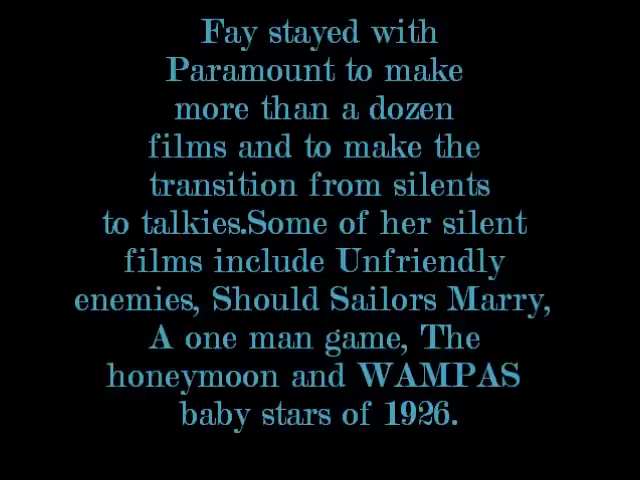 Fay stayed with
Paramount to make
more than a dozen
films and to make the
transition from silents
to talkies.Some of her silent
films include Unfriendly
enemies, Should Sailors Marry,
A one man game, The
honeymoon and WAMPAS
baby stars of 1926.